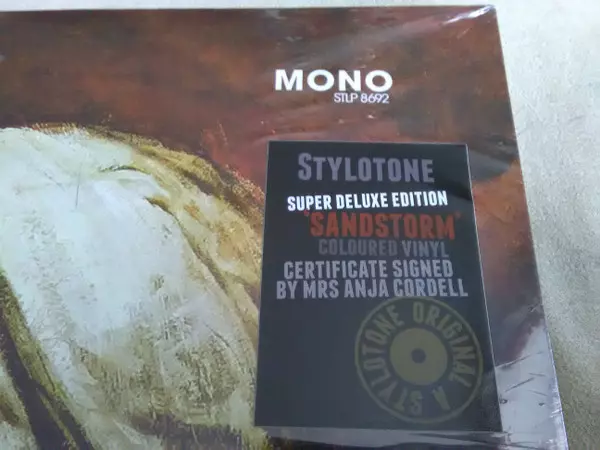 MONO
STLP 8692
STYLOTONE
SUPER DELUXE EDITION
'SANDSTORM'
COLOURED VINYL
CERTIFICATE SIGNED
BY MRS ANJA CORDELL
A STYLOTONE ORIGINAL